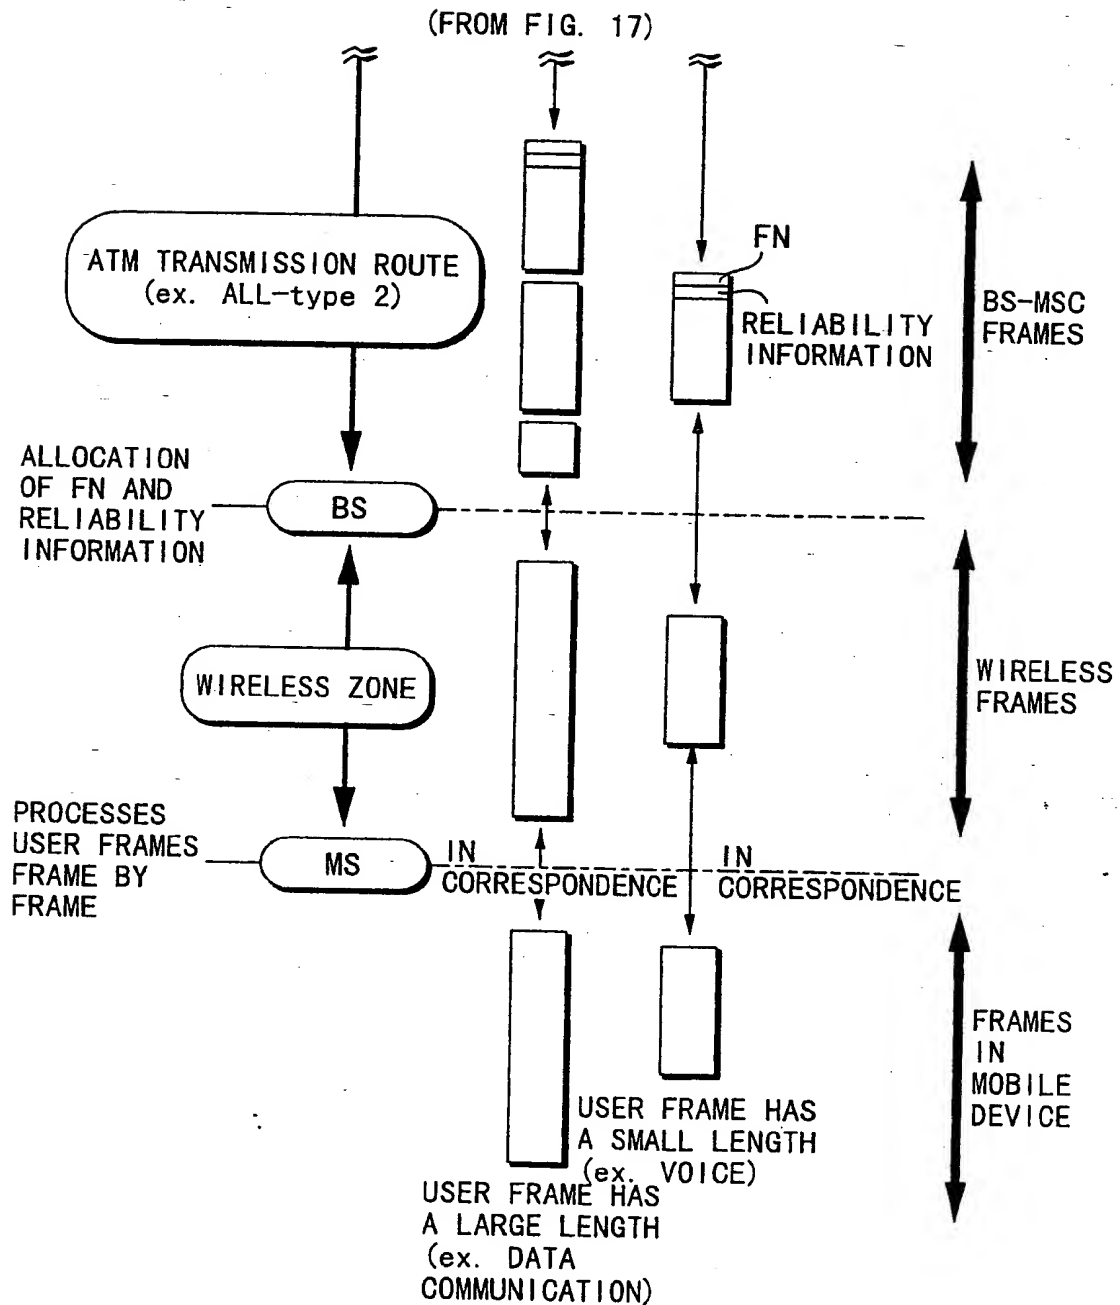 (FROM FIG. 17)
ATM TRANSMISSION ROUTE
(ex. ALL-type 2)
FN
RELIABILITY
INFORMATION
BS-MSC
FRAMES
ALLOCATION
OF FN AND
RELIABILITY
INFORMATION
BS
WIRELESS ZONE
WIRELESS
FRAMES
PROCESSES
USER FRAMES
FRAME BY
FRAME
MS
IN
CORRESPONDENCE
IN
CORRESPONDENCE
FRAMES
IN
MOBILE
DEVICE
USER FRAME HAS
A SMALL LENGTH
(ex. VOICE)
USER FRAME HAS
A LARGE LENGTH
(ex. DATA
COMMUNICATION)